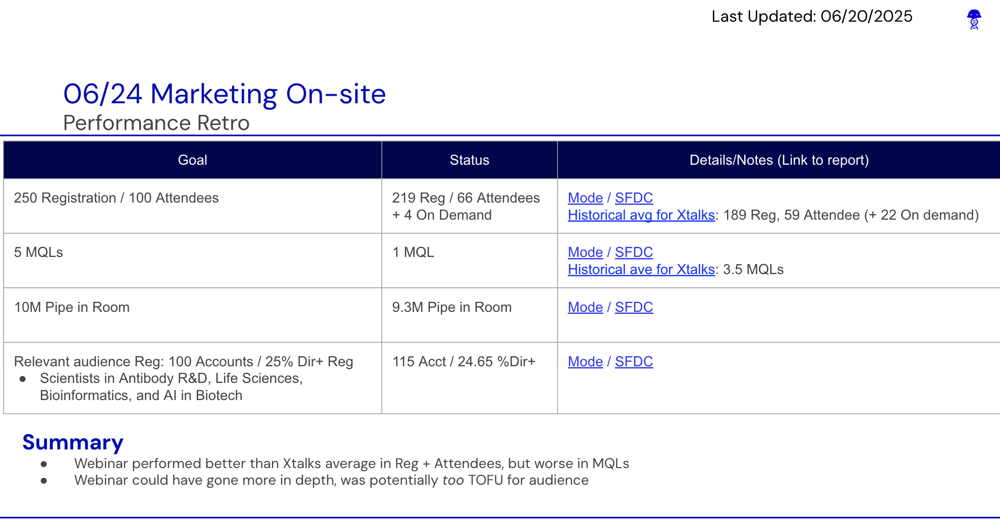 Last Updated: 06/20/2025
06/24 Marketing On-site
Performance Retro
Goal Status Details/Notes (Link to report)
250 Registration / 100 Attendees
219 Reg / 66 Attendees
+ 4 On Demand
Mode / SFDC
Historical avg for Xtalks: 189 Reg, 59 Attendee (+ 22 On demand)
5 MQLs
1 MQL
Mode / SFDC
Historical ave for Xtalks: 3.5 MQLs
10M Pipe in Room
9.3M Pipe in Room
Mode / SFDC
Relevant audience Reg: 100 Accounts / 25% Dir+ Reg
● Scientists in Antibody R&D, Life Sciences,
Bioinformatics, and AI in Biotech
115 Acct / 24.65 %Dir+
Mode / SFDC
Summary
● Webinar performed better than Xtalks average in Reg + Attendees, but worse in MQLs
● Webinar could have gone more in depth, was potentially too TOFU for audience